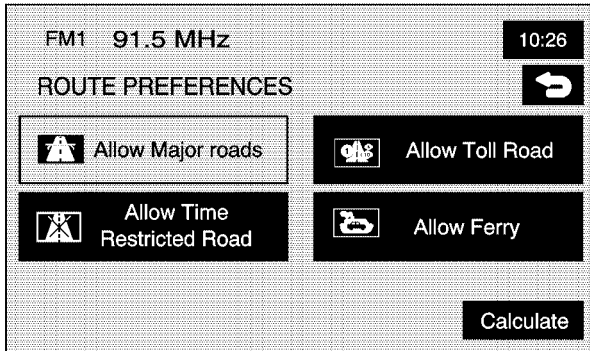 FM1 91.5 MHz 10:26
ROUTE PREFERENCES
Allow Major roads
Allow Toll Road
Allow Time
Restricted Road
Allow Ferry
Calculate